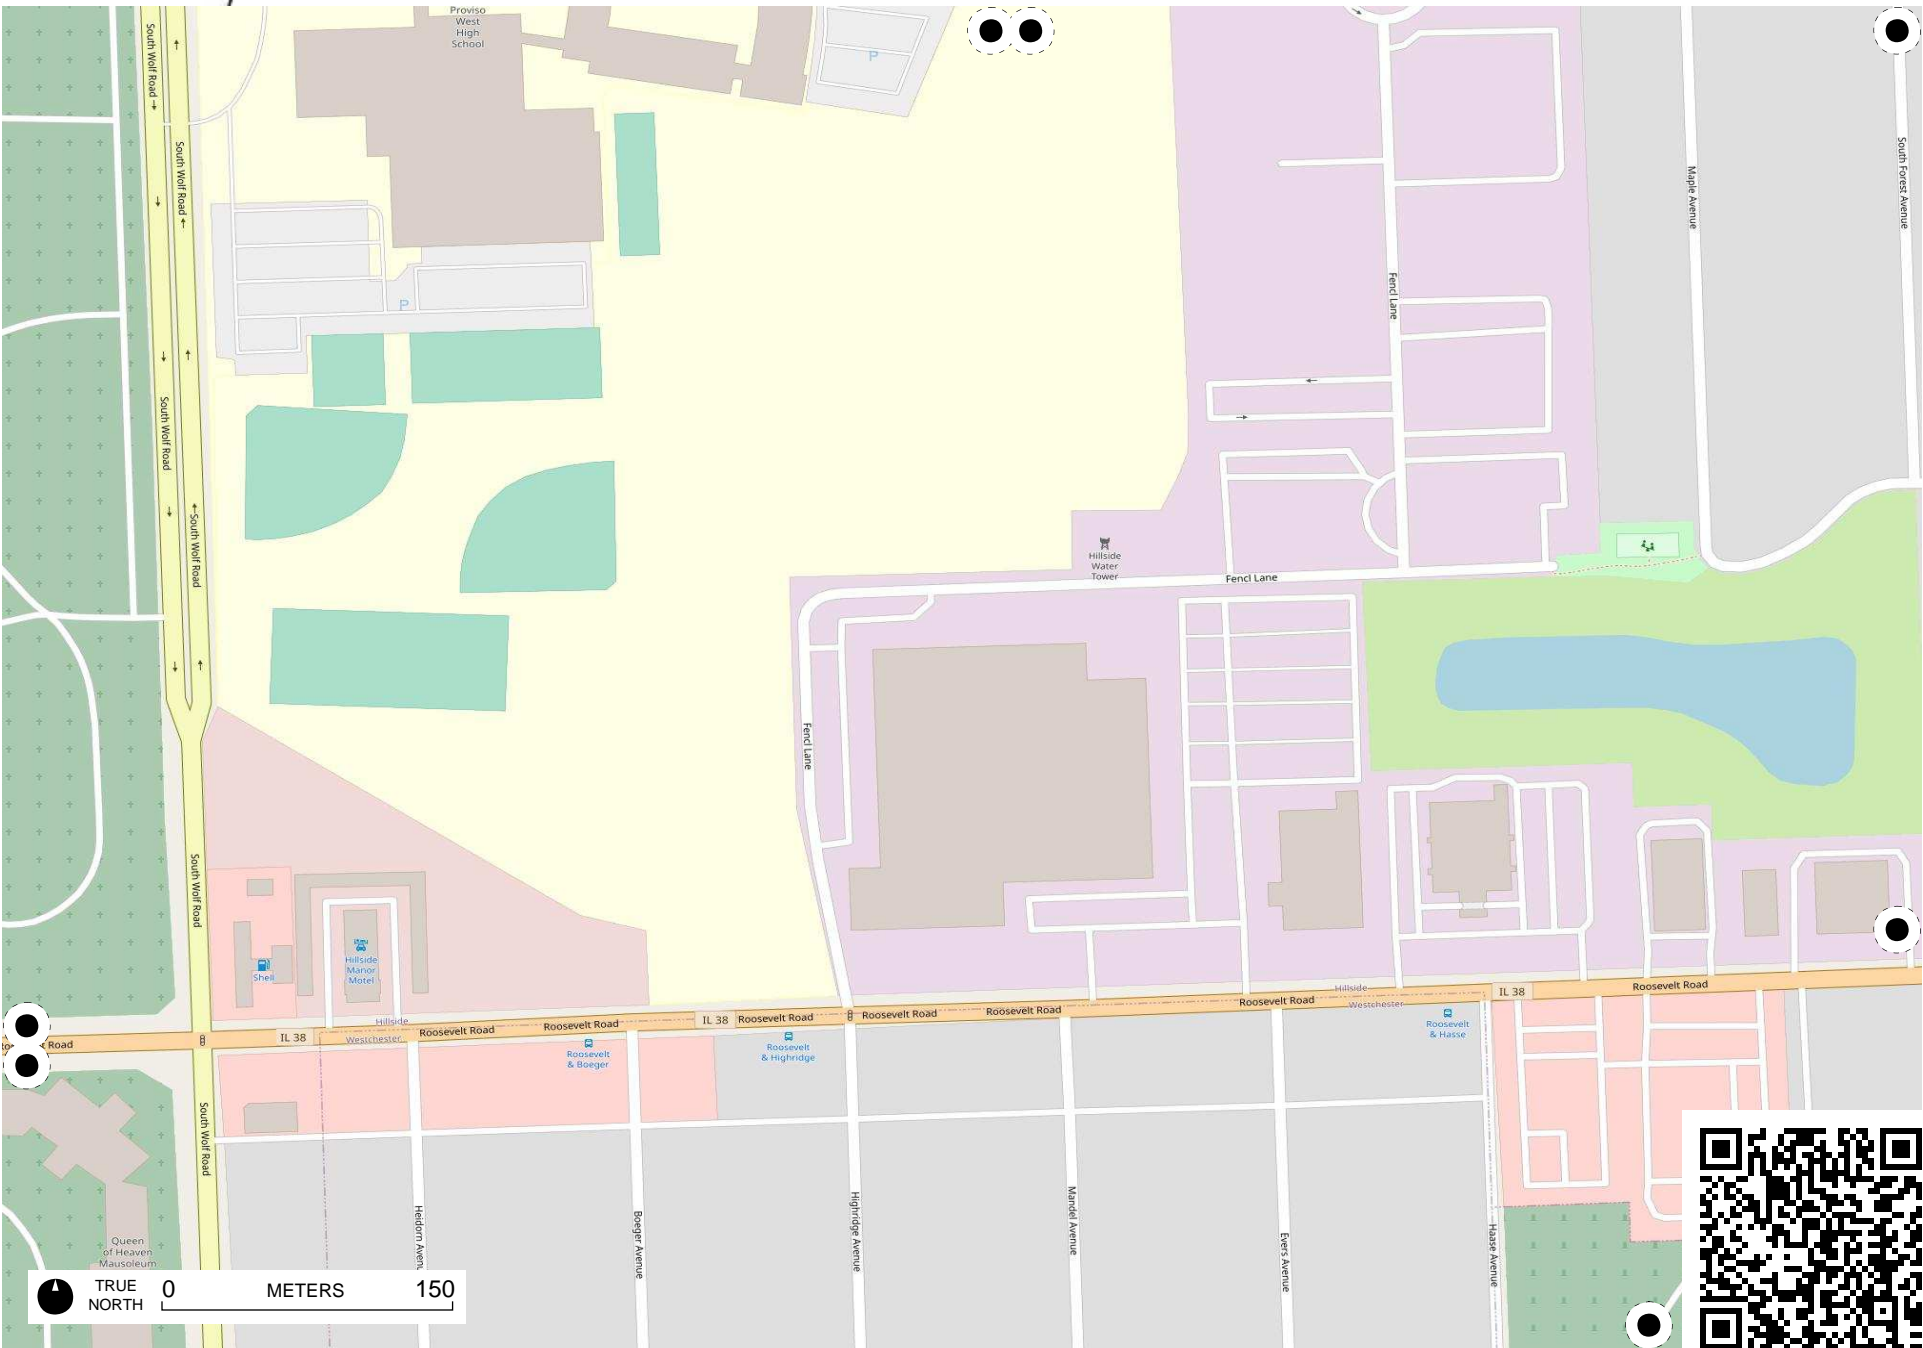 Proviso
West
High
School
P
South Wolf Road
South Wolf Road
Maple Avenue
South Forest Avenue
Fencl Lane
P
South Wolf Road
South Wolf Road
Hillside
Water
Tower
Fencl Lane
Fencl Lane
South Wolf Road
Hillside
Manor
Motel
Shell
Hillside
Westchester
IL 38
Roosevelt Road
Roosevelt Road
IL 38
Roosevelt Road
Roosevelt Road
Roosevelt Road
Roosevelt Road
Hillside
Westchester
IL 38
Roosevelt Road
Roosevelt
& Boeger
Roosevelt
& Highridge
Roosevelt
& Hasse
South Wolf Road
Heidorn Avenu
Boeger Avenue
Highridge Avenue
Mandel Avenue
Evers Avenue
Haase Avenue
Queen
of Heaven
Mausoleum
TRUE
NORTH
0 METERS 150